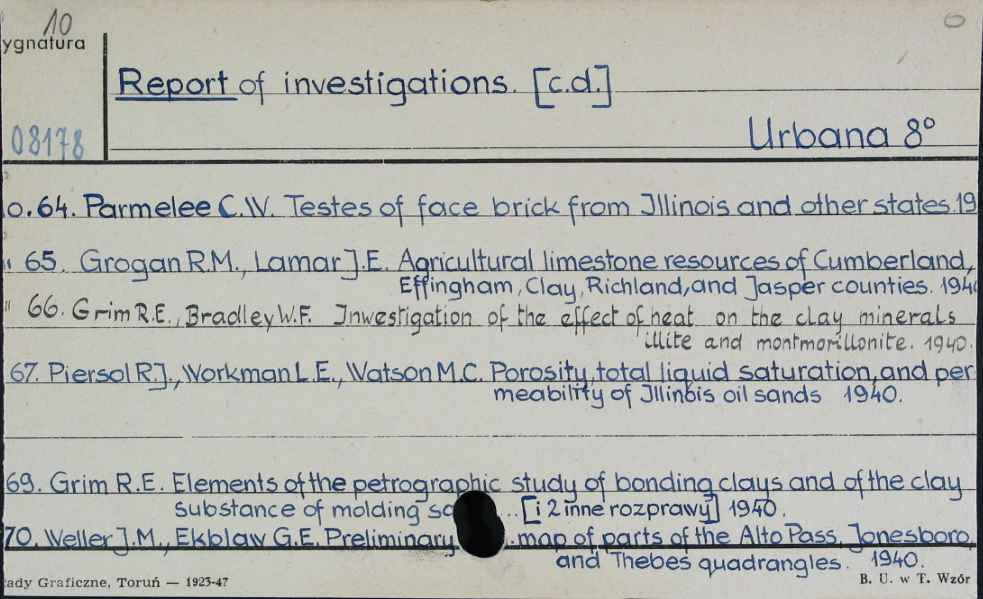 10
ygnatura
Report of investigations. [c.d.]
08178
Urbana 8°
o. 64. Parmelee C.W. Testes of face brick from Illinois and other states. 19
" 65. Grogan R.M., Lamar J.E. Agricultural limestone resources of Cumberland,
Effingham, Clay, Richland, and Jasper counties. 194
" 66. Grim R.E., Bradley W.F. Inwestigation of the effect of heat on the clay minerals
illite and montmorillonite. 1940.
67. Piersol R.J., Workman L.E., Watson M.C. Porosity, total liquid saturation, and per
meability of Illinois oil sands 1940.
69. Grim R.E. Elements of the petrographic study of bonding clays and of the clay
substance of molding sa ... [i 2 inne rozprawy] 1940.
70. Weller J.M., Ekblaw G.E. Preliminary map of parts of the Alto Pass, Jonesboro,
and Thebes quadrangles. 1940.
ady Graficzne, Toruń — 1923-47
B. U. w T. Wzór